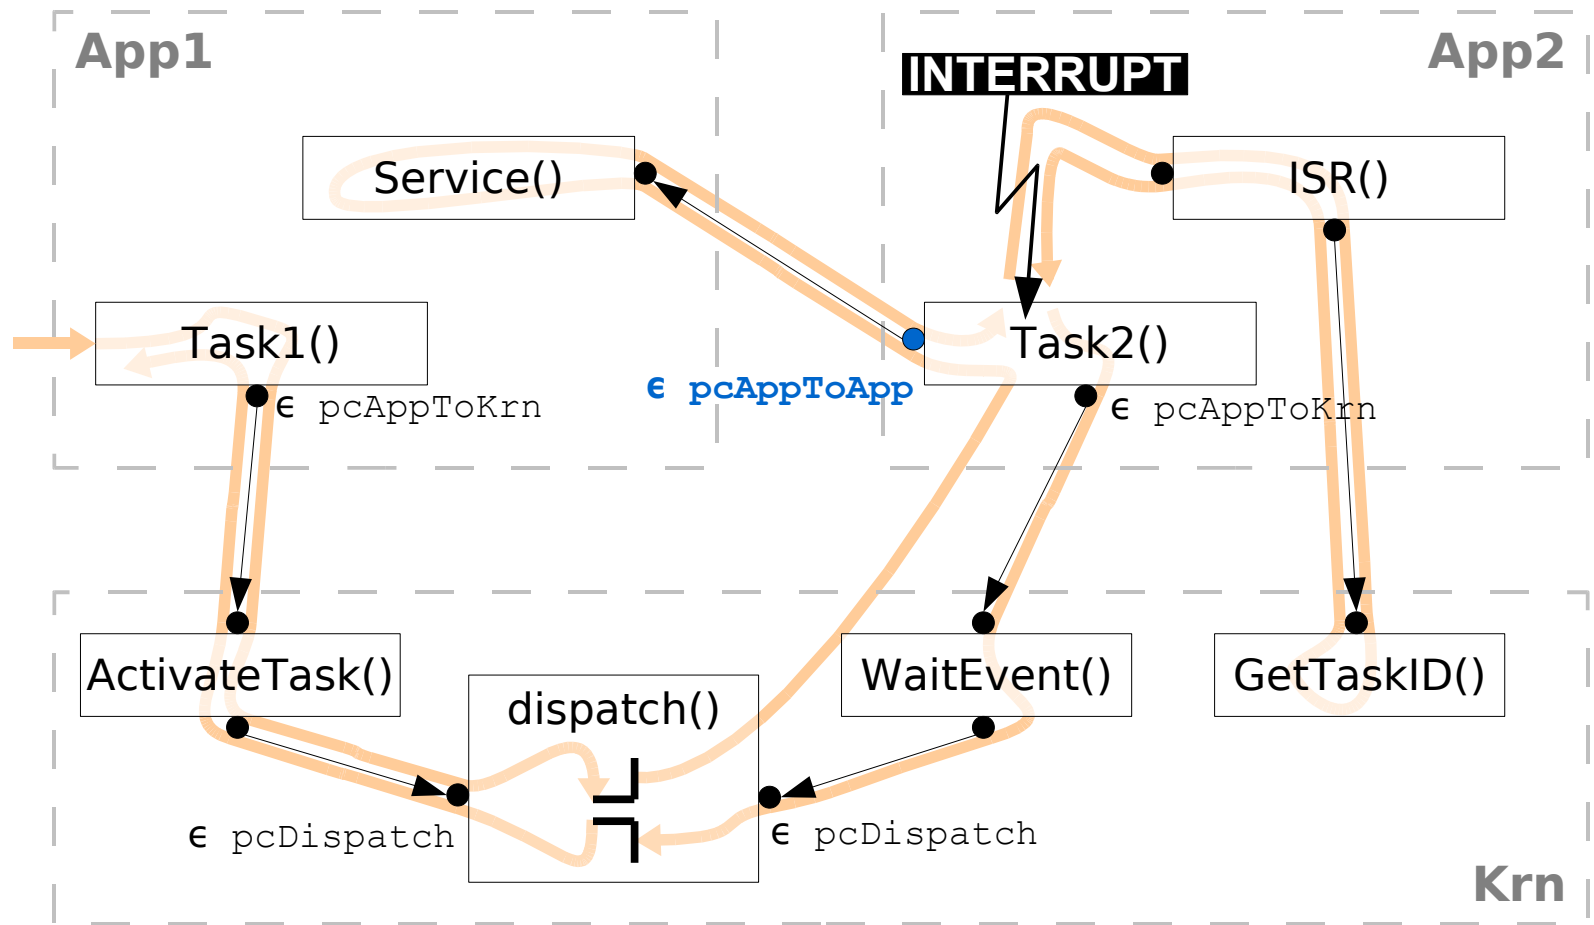 App1
App2
INTERRUPT
Service()
ISR()
Task1()
Task2()
ϵ pcAppToApp
ϵ pcAppToKrn
ϵ pcAppToKrn
ActivateTask()
dispatch()
WaitEvent()
GetTaskID()
ϵ pcDispatch
ϵ pcDispatch
Krn